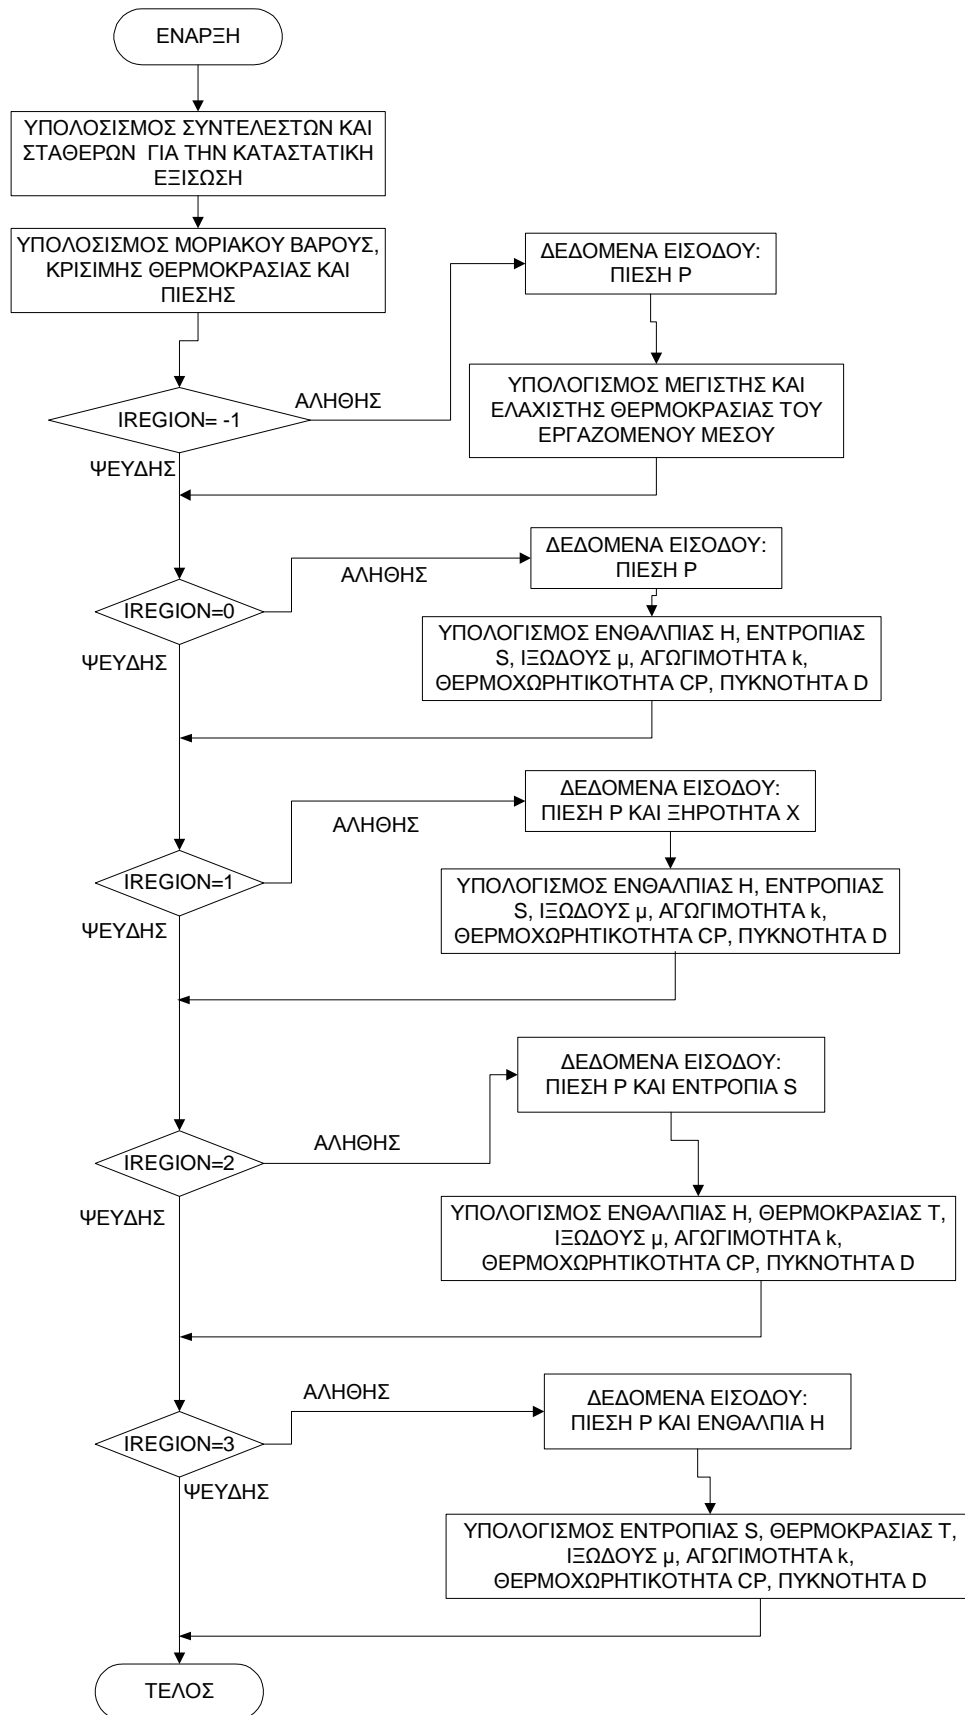 ΕΝΑΡΞΗ
ΥΠΟΛΟΣΙΣΜΟΣ ΣΥΝΤΕΛΕΣΤΩΝ ΚΑΙ
ΣΤΑΘΕΡΩΝ ΓΙΑ ΤΗΝ ΚΑΤΑΣΤΑΤΙΚΗ
ΕΞΙΣΩΣΗ
ΥΠΟΛΟΣΙΣΜΟΣ ΜΟΡΙΑΚΟΥ ΒΑΡΟΥΣ,
ΚΡΙΣΙΜΗΣ ΘΕΡΜΟΚΡΑΣΙΑΣ ΚΑΙ
ΠΙΕΣΗΣ
ΔΕΔΟΜΕΝΑ ΕΙΣΟΔΟΥ:
ΠΙΕΣΗ P
IREGION= -1
ΑΛΗΘΗΣ
ΥΠΟΛΟΓΙΣΜΟΣ ΜΕΓΙΣΤΗΣ ΚΑΙ
ΕΛΑΧΙΣΤΗΣ ΘΕΡΜΟΚΡΑΣΙΑΣ ΤΟΥ
ΕΡΓΑΖΟΜΕΝΟΥ ΜΕΣΟΥ
ΨΕΥΔΗΣ
ΔΕΔΟΜΕΝΑ ΕΙΣΟΔΟΥ:
ΠΙΕΣΗ P
ΑΛΗΘΗΣ
IREGION=0
ΥΠΟΛΟΓΙΣΜΟΣ ΕΝΘΑΛΠΙΑΣ H, ΕΝΤΡΟΠΙΑΣ
S, ΙΞΩΔΟΥΣ μ, ΑΓΩΓΙΜΟΤΗΤΑ k,
ΘΕΡΜΟΧΩΡΗΤΙΚΟΤΗΤΑ CP, ΠΥΚΝΟΤΗΤΑ D
ΨΕΥΔΗΣ
ΔΕΔΟΜΕΝΑ ΕΙΣΟΔΟΥ:
ΠΙΕΣΗ P ΚΑΙ ΞΗΡΟΤΗΤΑ X
ΑΛΗΘΗΣ
IREGION=1
ΥΠΟΛΟΓΙΣΜΟΣ ΕΝΘΑΛΠΙΑΣ H, ΕΝΤΡΟΠΙΑΣ
S, ΙΞΩΔΟΥΣ μ, ΑΓΩΓΙΜΟΤΗΤΑ k,
ΘΕΡΜΟΧΩΡΗΤΙΚΟΤΗΤΑ CP, ΠΥΚΝΟΤΗΤΑ D
ΨΕΥΔΗΣ
ΔΕΔΟΜΕΝΑ ΕΙΣΟΔΟΥ:
ΠΙΕΣΗ P ΚΑΙ ΕΝΤΡΟΠΙΑ S
ΑΛΗΘΗΣ
IREGION=2
ΥΠΟΛΟΓΙΣΜΟΣ ΕΝΘΑΛΠΙΑΣ H, ΘΕΡΜΟΚΡΑΣΙΑΣ T,
ΙΞΩΔΟΥΣ μ, ΑΓΩΓΙΜΟΤΗΤΑ k,
ΘΕΡΜΟΧΩΡΗΤΙΚΟΤΗΤΑ CP, ΠΥΚΝΟΤΗΤΑ D
ΨΕΥΔΗΣ
ΑΛΗΘΗΣ
ΔΕΔΟΜΕΝΑ ΕΙΣΟΔΟΥ:
ΠΙΕΣΗ P ΚΑΙ ΕΝΘΑΛΠΙΑ H
IREGION=3
ΨΕΥΔΗΣ
ΥΠΟΛΟΓΙΣΜΟΣ ΕΝΤΡΟΠΙΑΣ S, ΘΕΡΜΟΚΡΑΣΙΑΣ T,
ΙΞΩΔΟΥΣ μ, ΑΓΩΓΙΜΟΤΗΤΑ k,
ΘΕΡΜΟΧΩΡΗΤΙΚΟΤΗΤΑ CP, ΠΥΚΝΟΤΗΤΑ D
ΤΕΛΟΣ